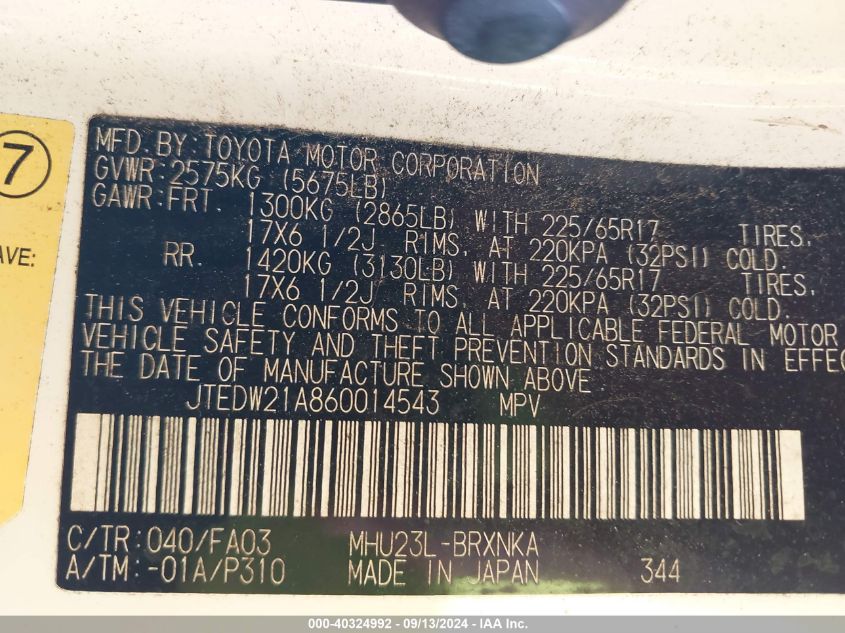 7
AVE:
MFD.BY:TOYOTA MOTOR CORPORATION
GVWR:2575KG (5675LB)
GAWR:FRT. 1300KG (2865LB) WITH 225/65R17 TIRES,
17X6 1/2J RIMS, AT 220KPA (32PSI) COLD.
RR. 1420KG (3130LB) WITH 225/65R17 TIRES,
17X6 1/2J RIMS, AT 220KPA (32PSI) COLD.
THIS VEHICLE CONFORMS TO ALL APPLICABLE FEDERAL MOTOR
VEHICLE SAFETY AND THEFT PREVENTION STANDARDS IN EFFEC
THE DATE OF MANUFACTURE SHOWN ABOVE
JTEDW21A860014543 MPV
C/TR:040/FA03 MHU23L-BRXNKA
A/TM:-01A/P310 MADE IN JAPAN 344
000-40324992 - 09/13/2024 - IAA Inc.